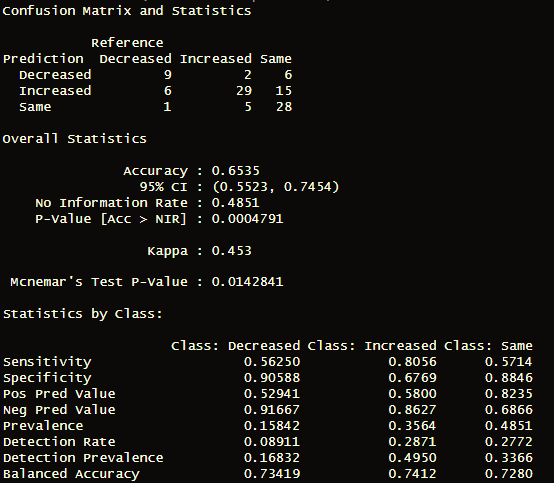 Confusion Matrix and Statistics
Reference
Prediction Decreased Increased Same
Decreased 9 2 6
Increased 6 29 15
Same 1 5 28
Overall Statistics
Accuracy : 0.6535
95% CI : (0.5523, 0.7454)
No Information Rate : 0.4851
P-Value [Acc > NIR] : 0.0004791
Kappa : 0.453
Mcnemar's Test P-Value : 0.0142841
Statistics by Class:
Class: Decreased Class: Increased Class: Same
Sensitivity 0.56250 0.8056 0.5714
Specificity 0.90588 0.6769 0.8846
Pos Pred Value 0.52941 0.5800 0.8235
Neg Pred Value 0.91667 0.8627 0.6866
Prevalence 0.15842 0.3564 0.4851
Detection Rate 0.08911 0.2871 0.2772
Detection Prevalence 0.16832 0.4950 0.3366
Balanced Accuracy 0.73419 0.7412 0.7280